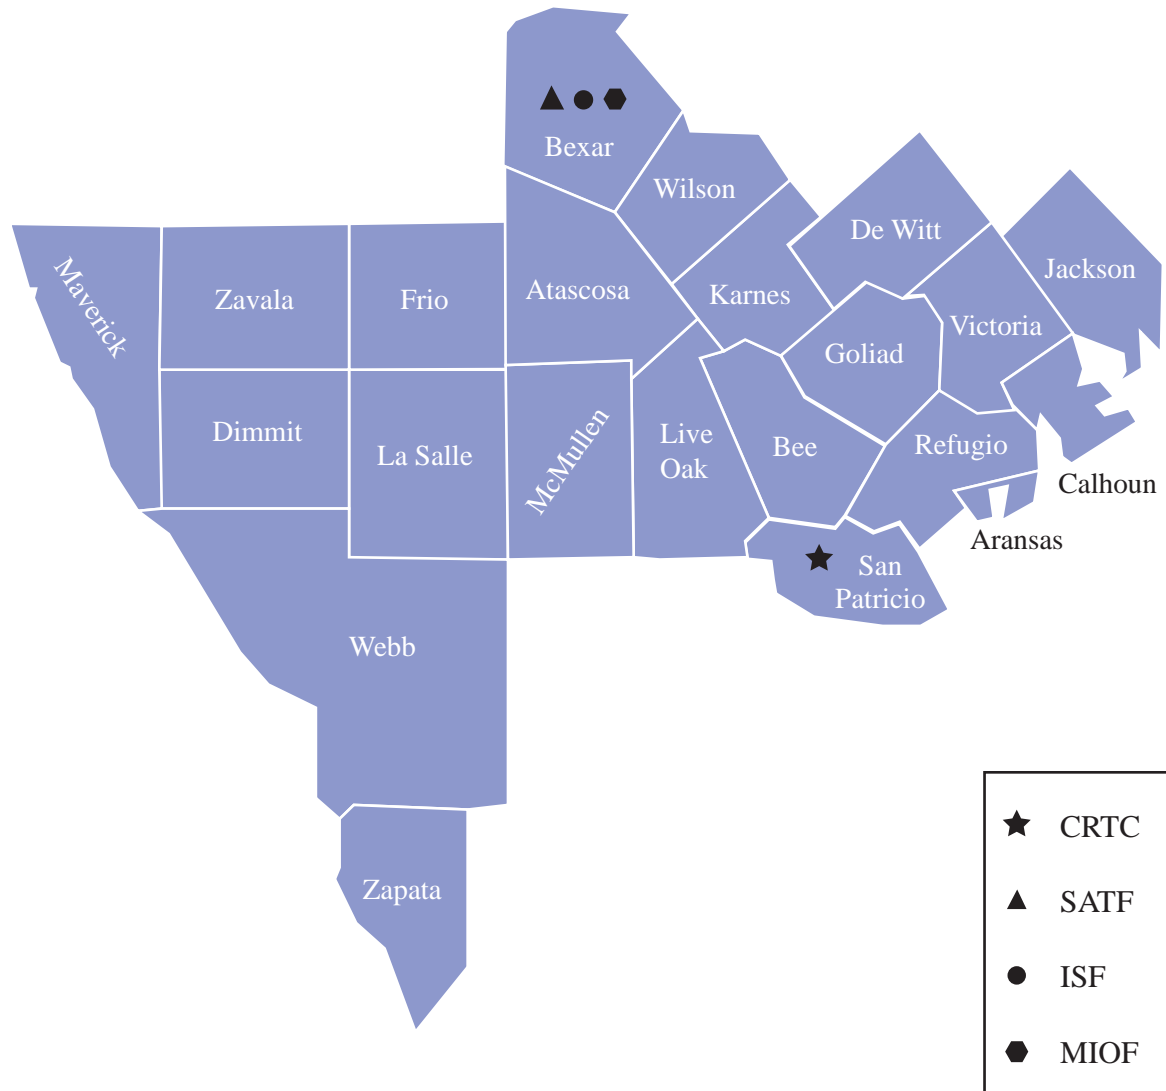 Bexar
Wilson
De Witt
Jackson
Maverick
Zavala
Frio
Atascosa
Karnes
Victoria
Goliad
Dimmit
La Salle
McMullen
Live
Oak
Bee
Refugio
Calhoun
Aransas
San
Patricio
Webb
Zapata
CRTC
SATF
ISF
MIOF